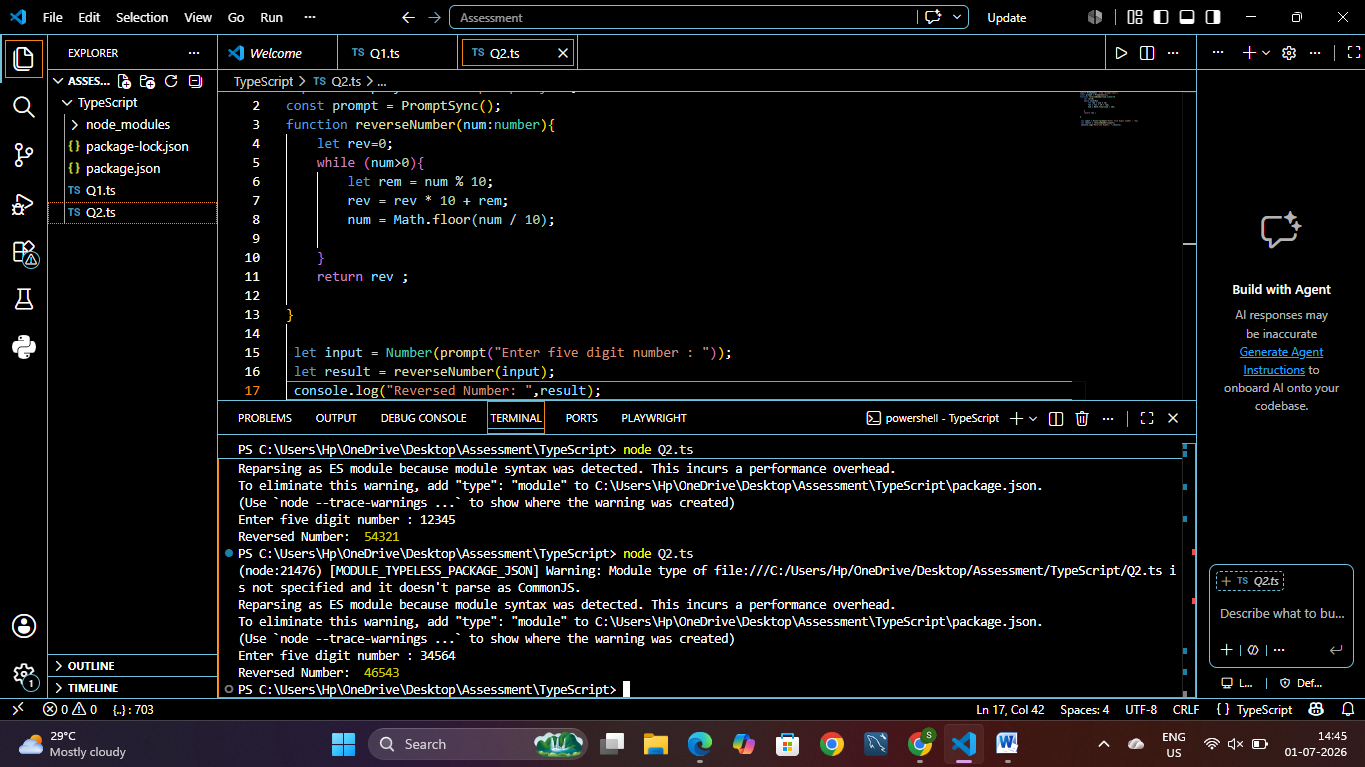 File Edit Selection View Go Run ···
Assessment
Update
EXPLORER ···
ASSES...
TypeScript
node_modules
{} package-lock.json
{} package.json
TS Q1.ts
TS Q2.ts
OUTLINE
TIMELINE
Welcome
TS Q1.ts
TS Q2.ts
TypeScript > TS Q2.ts > ...
2 const prompt = PromptSync();
3 function reverseNumber(num:number){
4 let rev=0;
5 while (num>0){
6 let rem = num % 10;
7 rev = rev * 10 + rem;
8 num = Math.floor(num / 10);
9
10 }
11 return rev ;
12
13 }
14
15 let input = Number(prompt("Enter five digit number : "));
16 let result = reverseNumber(input);
17 console.log("Reversed Number: ",result);
PROBLEMS OUTPUT DEBUG CONSOLE TERMINAL PORTS PLAYWRIGHT
powershell - TypeScript
PS C:\Users\Hp\OneDrive\Desktop\Assessment\TypeScript> node Q2.ts
Reparsing as ES module because module syntax was detected. This incurs a performance overhead.
To eliminate this warning, add "type": "module" to C:\Users\Hp\OneDrive\Desktop\Assessment\TypeScript\package.json.
(Use `node --trace-warnings ...` to show where the warning was created)
Enter five digit number : 12345
Reversed Number:  54321
PS C:\Users\Hp\OneDrive\Desktop\Assessment\TypeScript> node Q2.ts
(node:21476) [MODULE_TYPELESS_PACKAGE_JSON] Warning: Module type of file:///C:/Users/Hp/OneDrive/Desktop/Assessment/TypeScript/Q2.ts i
s not specified and it doesn't parse as CommonJS.
Reparsing as ES module because module syntax was detected. This incurs a performance overhead.
To eliminate this warning, add "type": "module" to C:\Users\Hp\OneDrive\Desktop\Assessment\TypeScript\package.json.
(Use `node --trace-warnings ...` to show where the warning was created)
Enter five digit number : 34564
Reversed Number:  46543
PS C:\Users\Hp\OneDrive\Desktop\Assessment\TypeScript>
Build with Agent
AI responses may
be inaccurate
Generate Agent
Instructions to
onboard AI onto your
codebase.
+ TS Q2.ts
Describe what to bu...
L...
Def...
1
0 0 {..} : 703
Ln 17, Col 42 Spaces: 4 UTF-8 CRLF {} TypeScript
29°C
Mostly cloudy
Search
S
W
ENG
US
14:45
01-07-2026